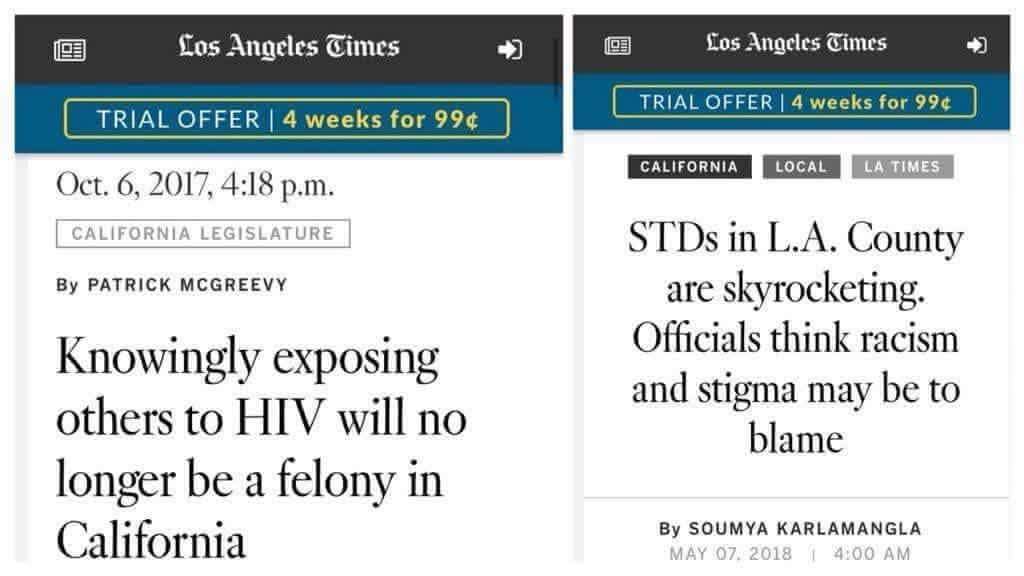 Los Angeles Times
TRIAL OFFER | 4 weeks for 99¢
Oct. 6, 2017, 4:18 p.m.
CALIFORNIA LEGISLATURE
By PATRICK MCGREEVY
Knowingly exposing
others to HIV will no
longer be a felony in
California
Los Angeles Times
TRIAL OFFER | 4 weeks for 99¢
CALIFORNIA LOCAL LA TIMES
STDs in L.A. County
are skyrocketing.
Officials think racism
and stigma may be to
blame
By SOUMYA KARLAMANGLA
MAY 07, 2018 | 4:00 AM